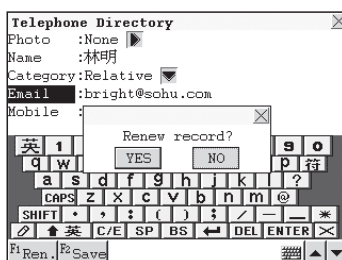 Telephone Directory
Photo :None
Name :林明
Category:Relative
Email :bright@sohu.com
Mobile :
Renew record?
YES NO
英 1 9 0
q w p 符
a s d f g h j k l ?
CAPS z x c v b n m @
SHIFT • , : ( ) ; / - — *
英 C/E SP BS ↵ DEL ENTER ×
F1 Ren. F2 Save